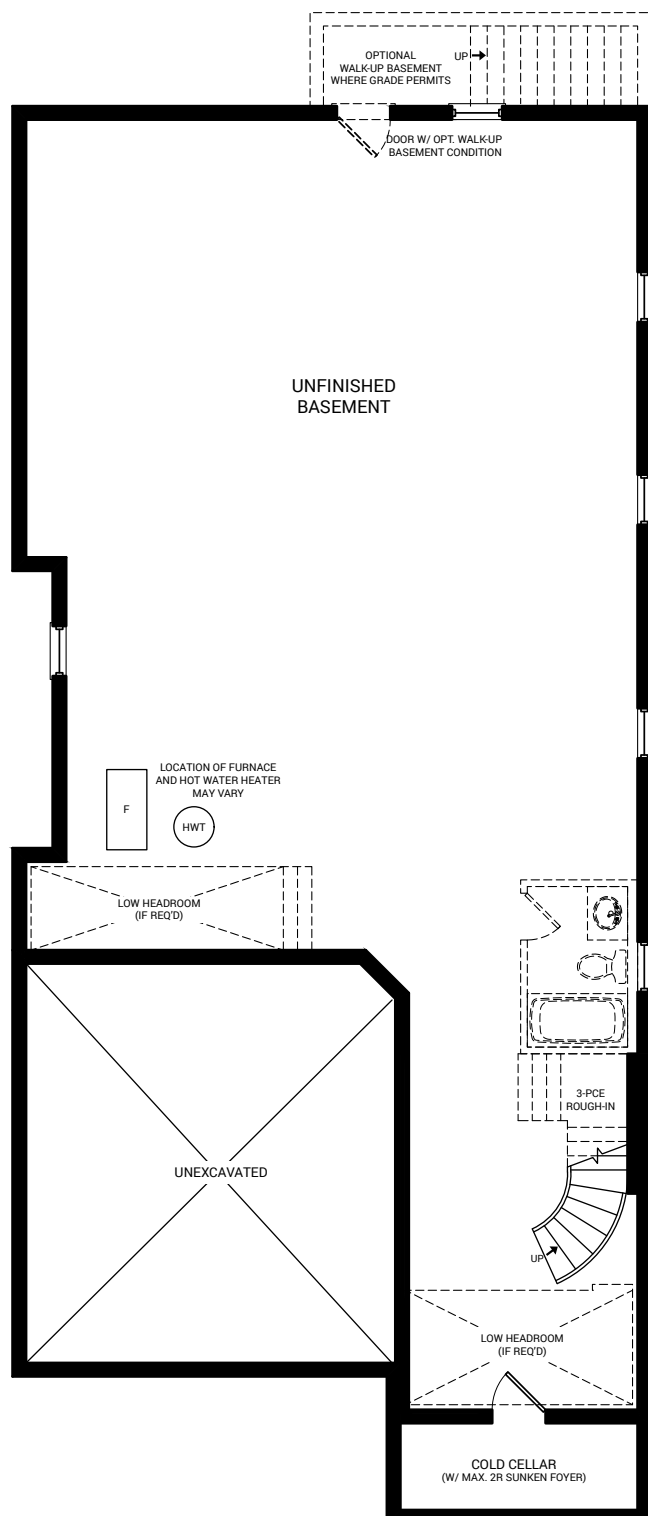 OPTIONAL
WALK-UP BASEMENT
WHERE GRADE PERMITS
UP
DOOR W/ OPT. WALK-UP
BASEMENT CONDITION
UNFINISHED
BASEMENT
LOCATION OF FURNACE
AND HOT WATER HEATER
MAY VARY
F
HWT
LOW HEADROOM
(IF REQ'D)
3-PCE
ROUGH-IN
UNEXCAVATED
UP
LOW HEADROOM
(IF REQ'D)
COLD CELLAR
(W/ MAX. 2R SUNKEN FOYER)